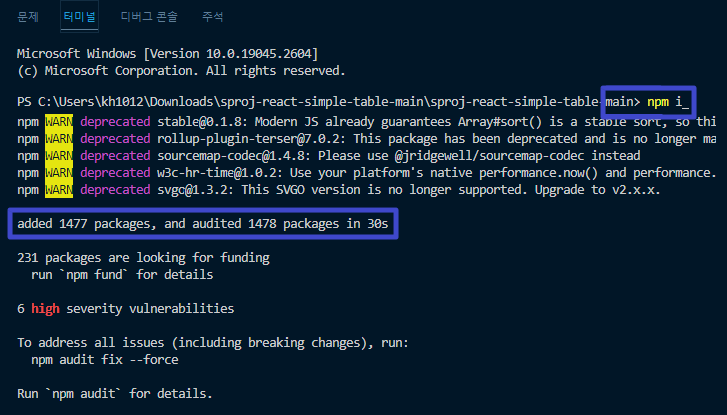 문제 터미널 디버그 콘솔 주석
Microsoft Windows [Version 10.0.19045.2604]
(c) Microsoft Corporation. All rights reserved.
PS C:\Users\kh1012\Downloads\sproj-react-simple-table-main\sproj-react-simple-table-main> npm i_
npm WARN deprecated stable@0.1.8: Modern JS already guarantees Array#sort() is a stable sort, so thi
npm WARN deprecated rollup-plugin-terser@7.0.2: This package has been deprecated and is no longer ma
npm WARN deprecated sourcemap-codec@1.4.8: Please use @jridgewell/sourcemap-codec instead
npm WARN deprecated w3c-hr-time@1.0.2: Use your platform's native performance.now() and performance.
npm WARN deprecated svgo@1.3.2: This SVGO version is no longer supported. Upgrade to v2.x.x.
added 1477 packages, and audited 1478 packages in 30s
231 packages are looking for funding
run `npm fund` for details
6 high severity vulnerabilities
To address all issues (including breaking changes), run:
npm audit fix --force
Run `npm audit` for details.